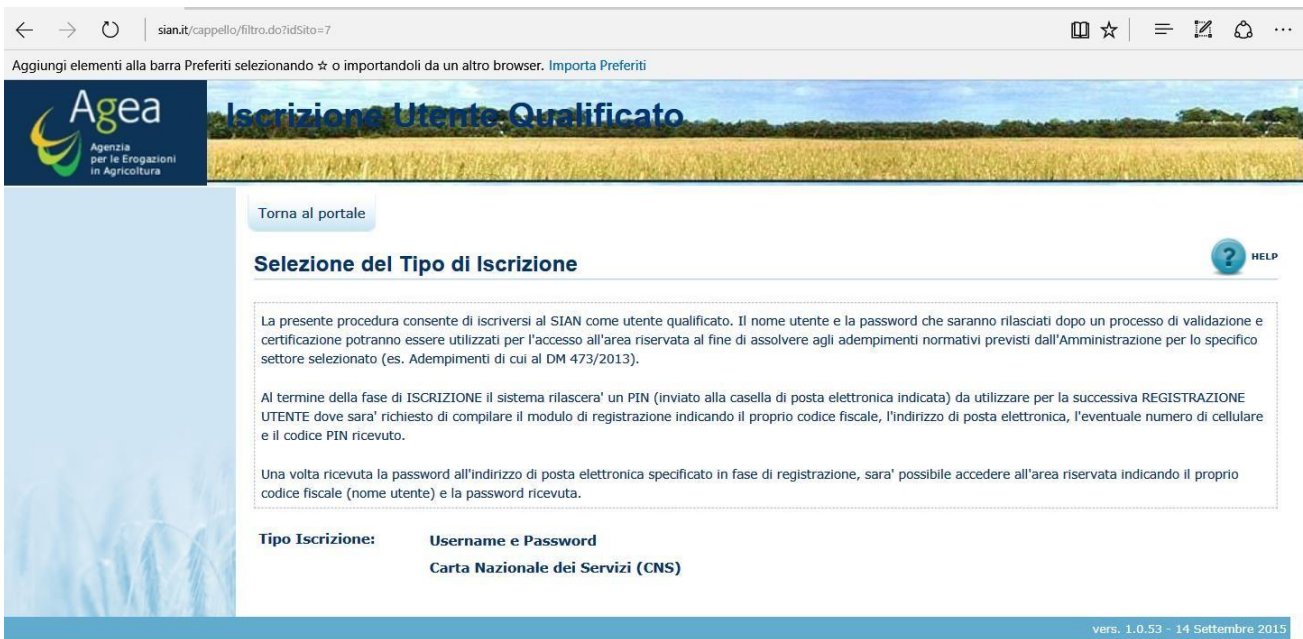 sian.it/cappello/filtro.do?idSito=7
Aggiungi elementi alla barra Preferiti selezionando ☆ o importandoli da un altro browser. Importa Preferiti
Agea
Agenzia
per le Erogazioni
in Agricoltura
Iscrizione Utente Qualificato
Torna al portale
Selezione del Tipo di Iscrizione
? HELP
La presente procedura consente di iscriversi al SIAN come utente qualificato. Il nome utente e la password che saranno rilasciati dopo un processo di validazione e
certificazione potranno essere utilizzati per l'accesso all'area riservata al fine di assolvere agli adempimenti normativi previsti dall'Amministrazione per lo specifico
settore selezionato (es. Adempimenti di cui al DM 473/2013).
Al termine della fase di ISCRIZIONE il sistema rilascera' un PIN (inviato alla casella di posta elettronica indicata) da utilizzare per la successiva REGISTRAZIONE
UTENTE dove sara' richiesto di compilare il modulo di registrazione indicando il proprio codice fiscale, l'indirizzo di posta elettronica, l'eventuale numero di cellulare
e il codice PIN ricevuto.
Una volta ricevuta la password all'indirizzo di posta elettronica specificato in fase di registrazione, sara' possibile accedere all'area riservata indicando il proprio
codice fiscale (nome utente) e la password ricevuta.
Tipo Iscrizione: Username e Password
Carta Nazionale dei Servizi (CNS)
vers. 1.0.53 - 14 Settembre 2015